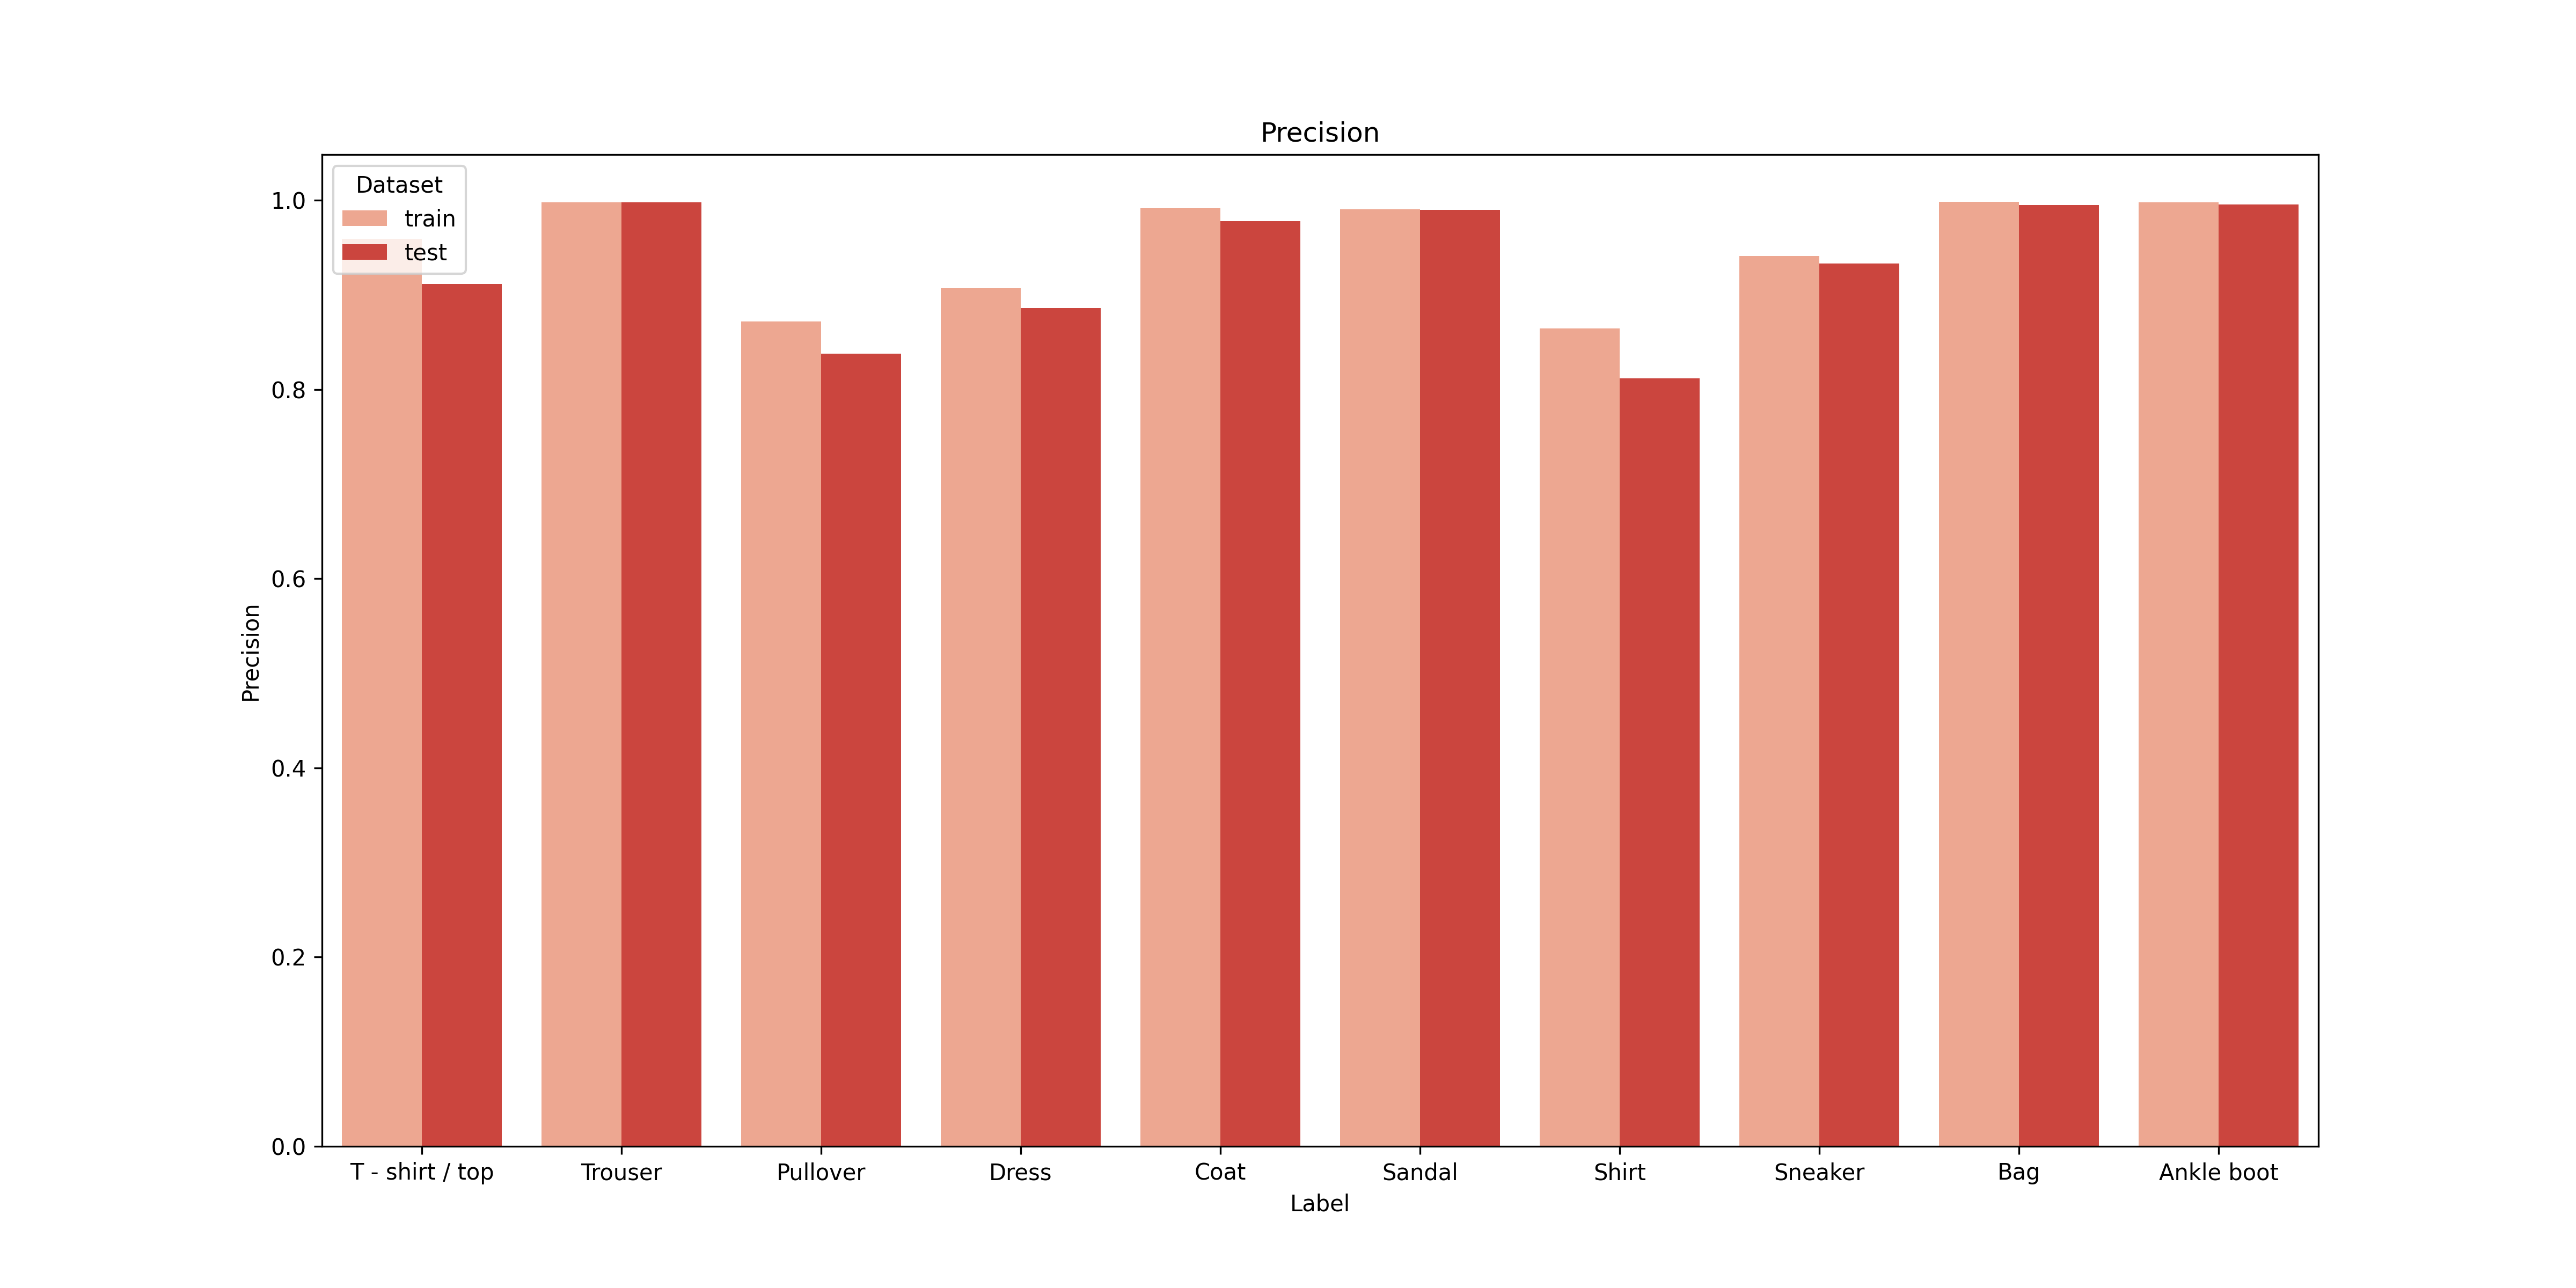 Precision
Dataset
train
test
1.0
0.8
0.6
0.4
0.2
0.0
Precision
T - shirt / top Trouser Pullover Dress Coat Sandal Shirt Sneaker Bag Ankle boot
Label